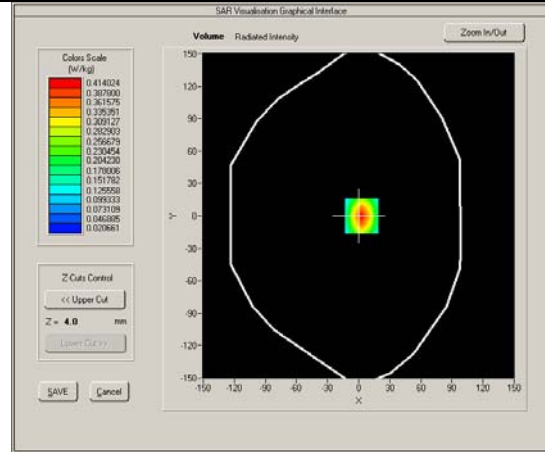 SAR Visualisation Graphical Interface
Volume Radiated Intensity
Zoom In/Out
Colors Scale
(W/kg)
0.414024
0.387800
0.361575
0.335351
0.309127
0.282903
0.256679
0.230454
0.204230
0.178006
0.151782
0.125558
0.099333
0.073109
0.046885
0.020661
Z-Cuts Control
<< Upper Cut
Z = 4.0 mm
Lower Cut >>
SAVE Cancel
150-
120-
90-
60-
30-
Y 0-
-30-
-60-
-90-
-120-
-150-
-150 -120 -90 -60 -30 0 30 60 90 120 150
X